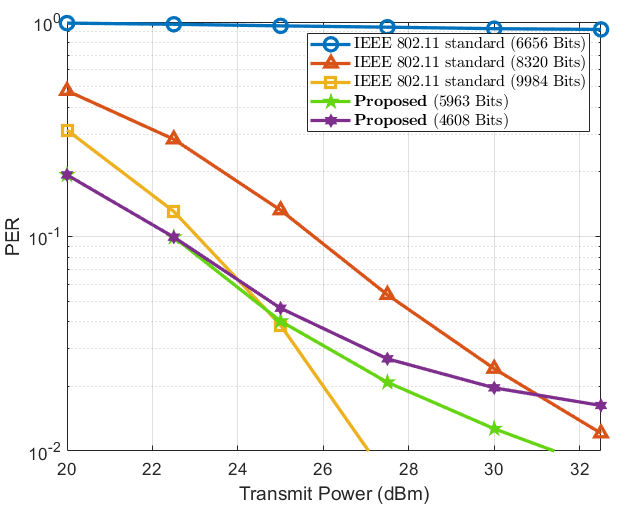 10^0
IEEE 802.11 standard (6656 Bits)
IEEE 802.11 standard (8320 Bits)
IEEE 802.11 standard (9984 Bits)
Proposed (5963 Bits)
Proposed (4608 Bits)
PER
10^-1
10^-2
20 22 24 26 28 30 32
Transmit Power (dBm)